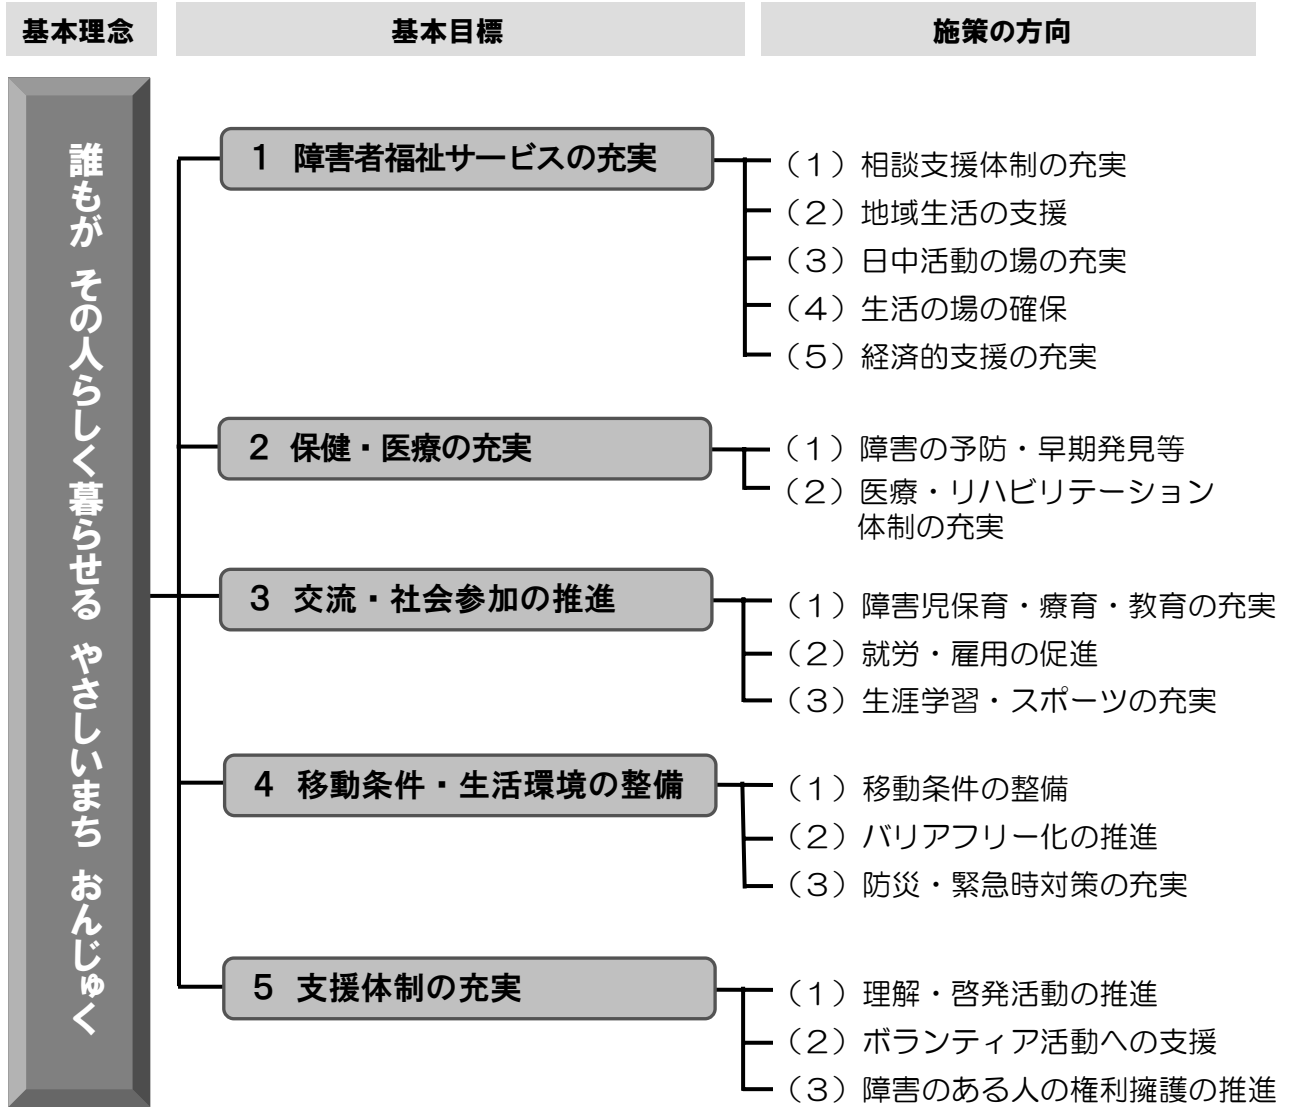 基本理念
基本目標
施策の方向
誰もが その人らしく暮らせる やさしいまち おんじゅく
1 障害者福祉サービスの充実
（1）相談支援体制の充実
（2）地域生活の支援
（3）日中活動の場の充実
（4）生活の場の確保
（5）経済的支援の充実
2 保健・医療の充実
（1）障害の予防・早期発見等
（2）医療・リハビリテーション
体制の充実
3 交流・社会参加の推進
（1）障害児保育・療育・教育の充実
（2）就労・雇用の促進
（3）生涯学習・スポーツの充実
4 移動条件・生活環境の整備
（1）移動条件の整備
（2）バリアフリー化の推進
（3）防災・緊急時対策の充実
5 支援体制の充実
（1）理解・啓発活動の推進
（2）ボランティア活動への支援
（3）障害のある人の権利擁護の推進